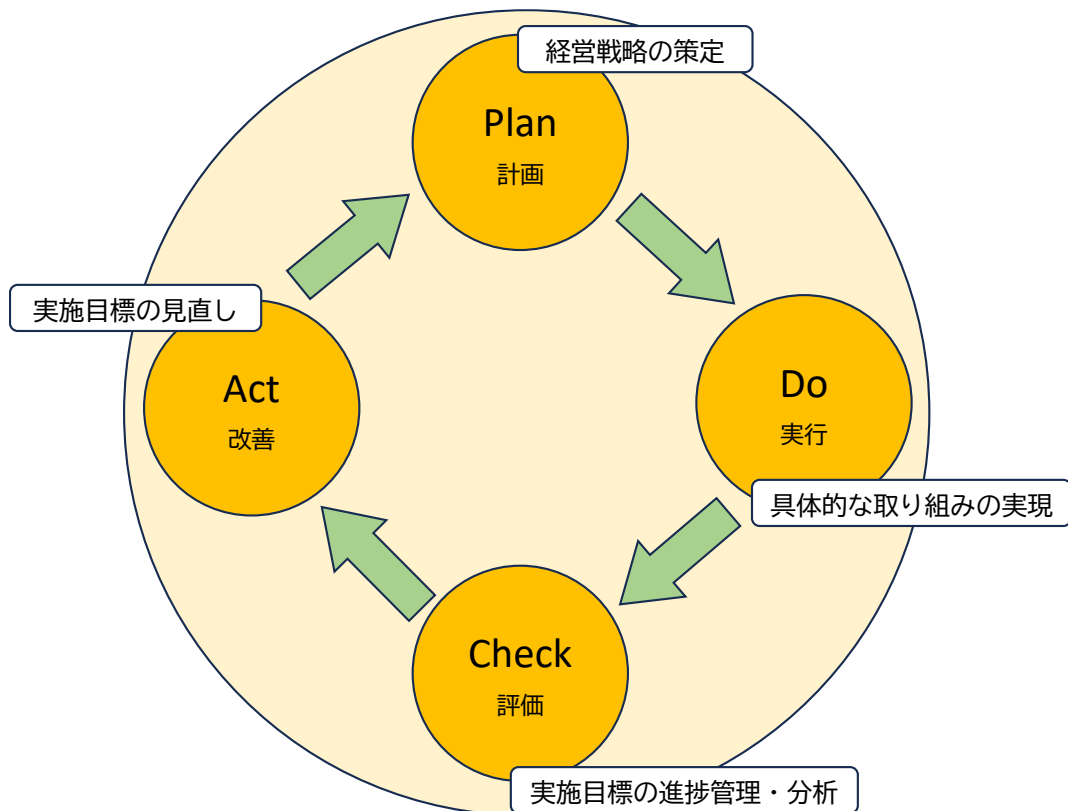 経営戦略の策定
Plan
計画
実施目標の見直し
Act
改善
Do
実行
具体的な取り組みの実現
Check
評価
実施目標の進捗管理・分析